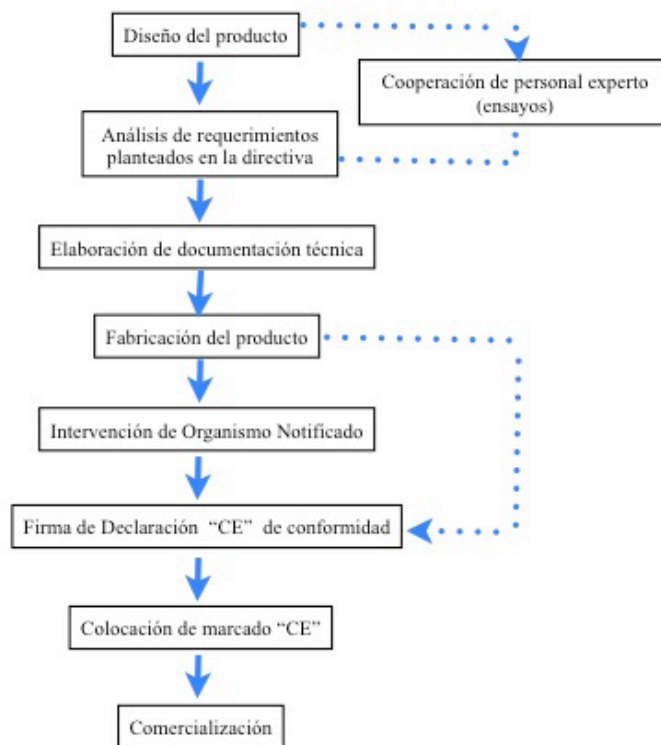 Diseño del producto
Cooperación de personal experto
(ensayos)
Análisis de requerimientos
planteados en la directiva
Elaboración de documentación técnica
Fabricación del producto
Intervención de Organismo Notificado
Firma de Declaración “CE” de conformidad
Colocación de marcado “CE”
Comercialización